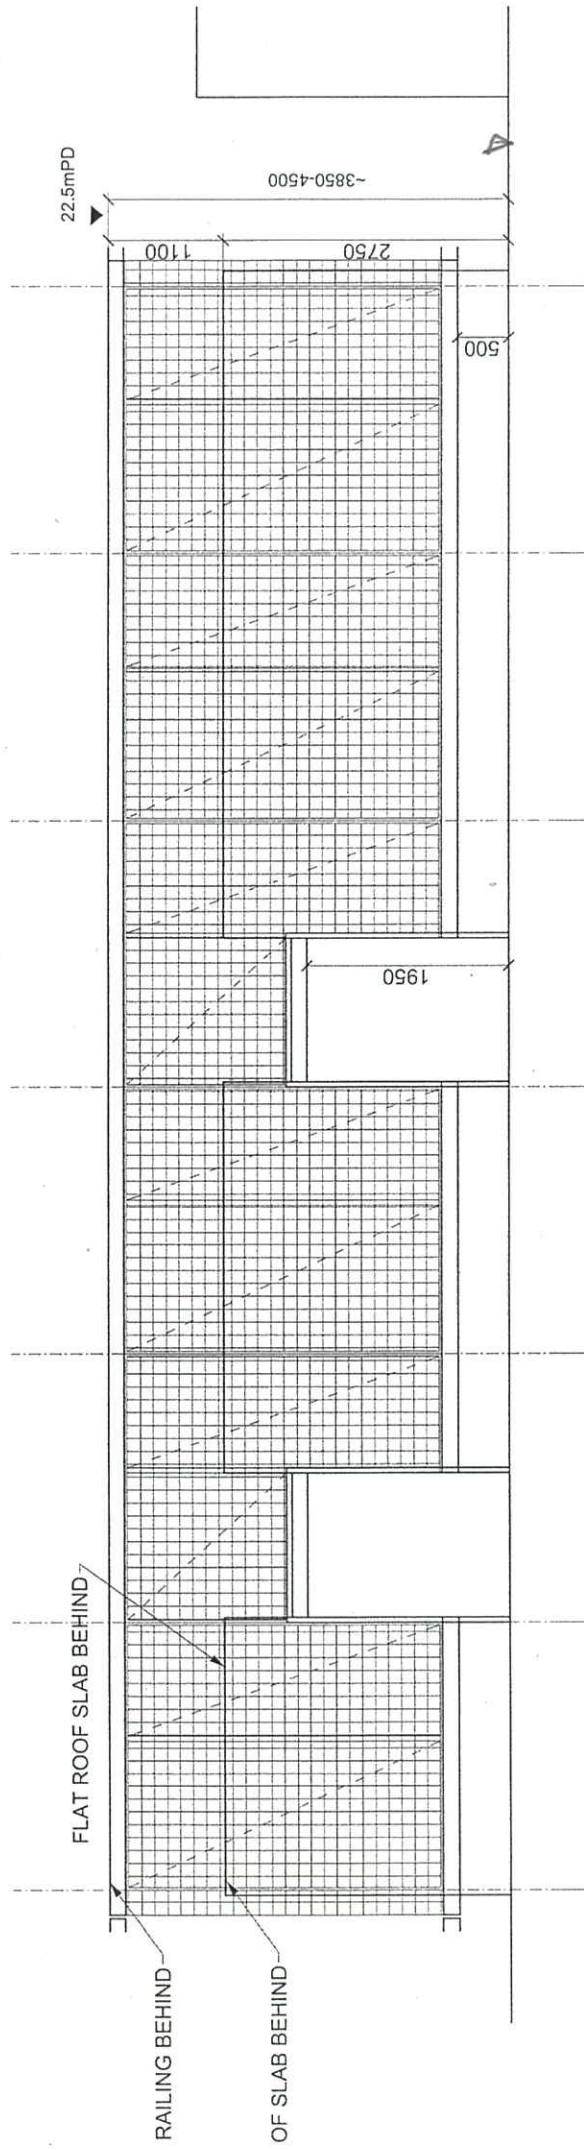 22.5mPD
1100
2750
~3850-4500
500
1950
FLAT ROOF SLAB BEHIND
RAILING BEHIND
OF SLAB BEHIND